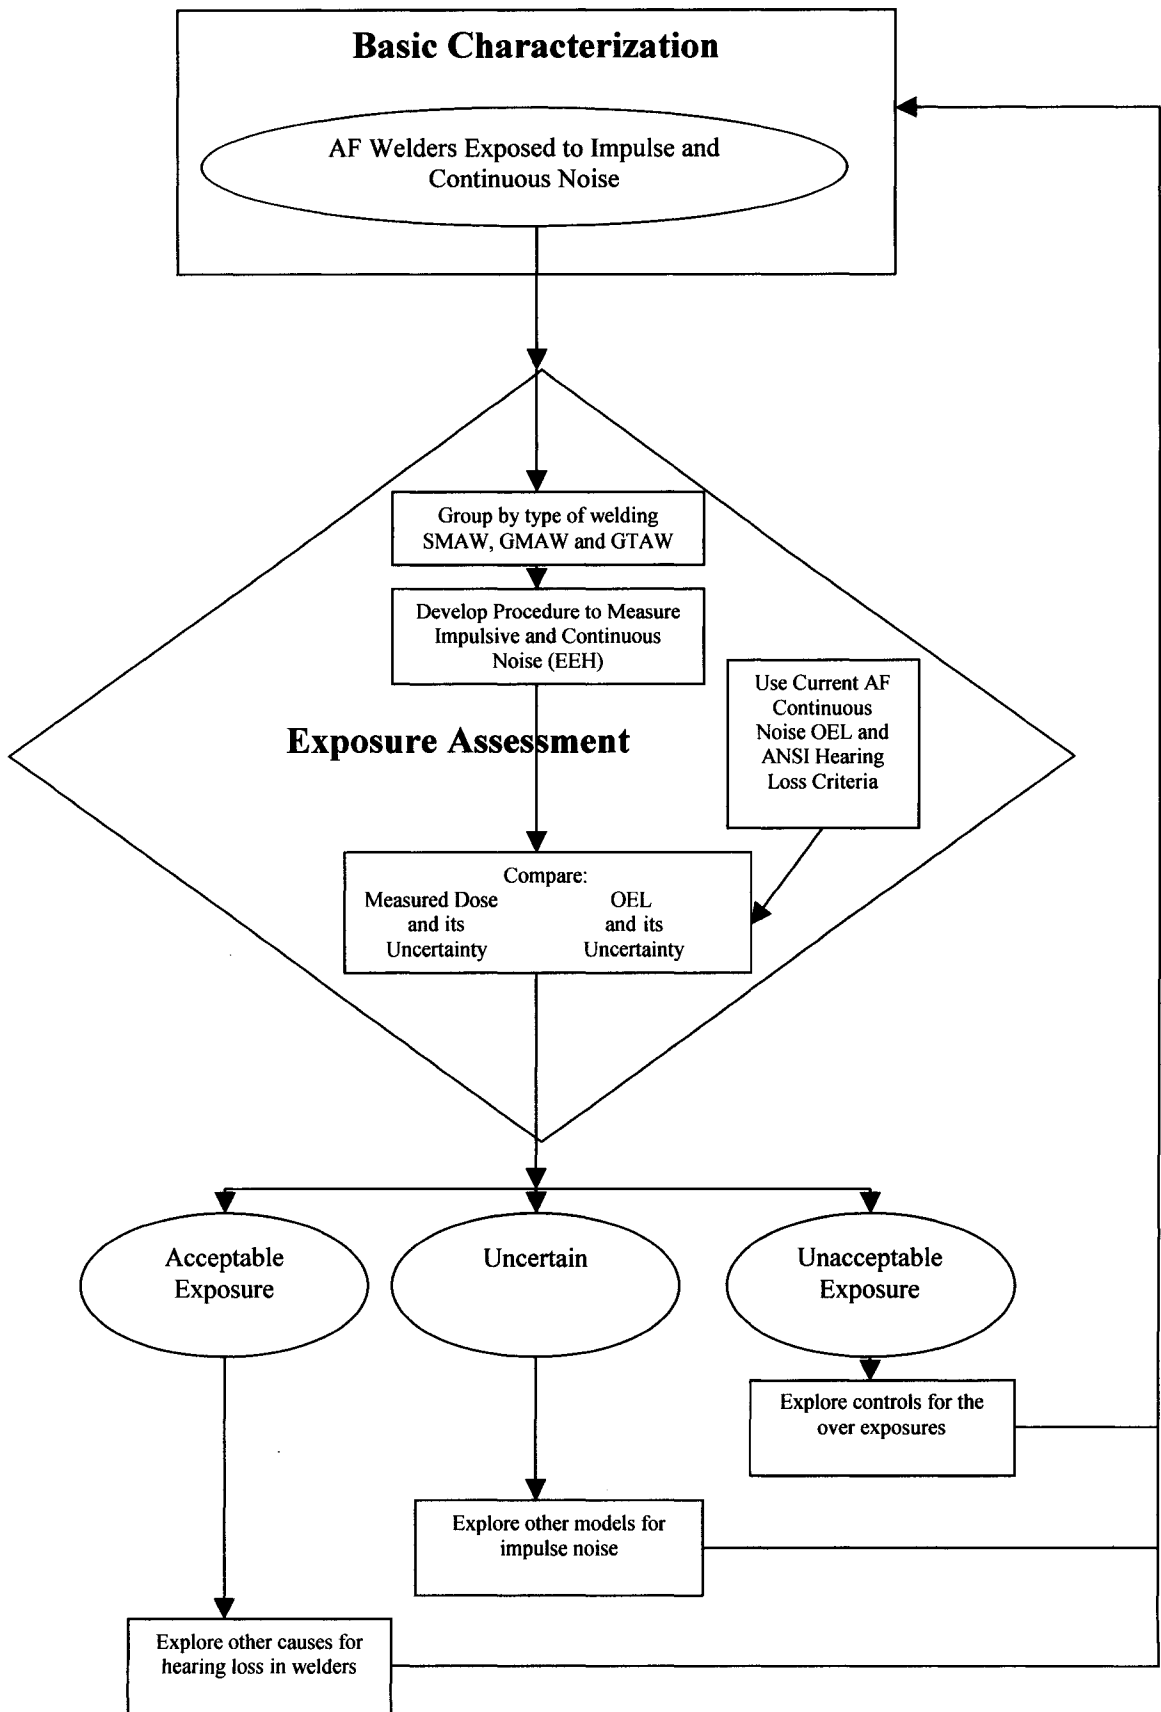 Basic Characterization
AF Welders Exposed to Impulse and
Continuous Noise
Group by type of welding
SMAW, GMAW and GTAW
Develop Procedure to Measure
Impulsive and Continuous
Noise (EEH)
Use Current AF
Continuous
Noise OEL and
ANSI Hearing
Loss Criteria
Exposure Assessment
Compare:
Measured Dose OEL
and its and its
Uncertainty Uncertainty
Acceptable
Exposure
Uncertain
Unacceptable
Exposure
Explore controls for the
over exposures
Explore other models for
impulse noise
Explore other causes for
hearing loss in welders